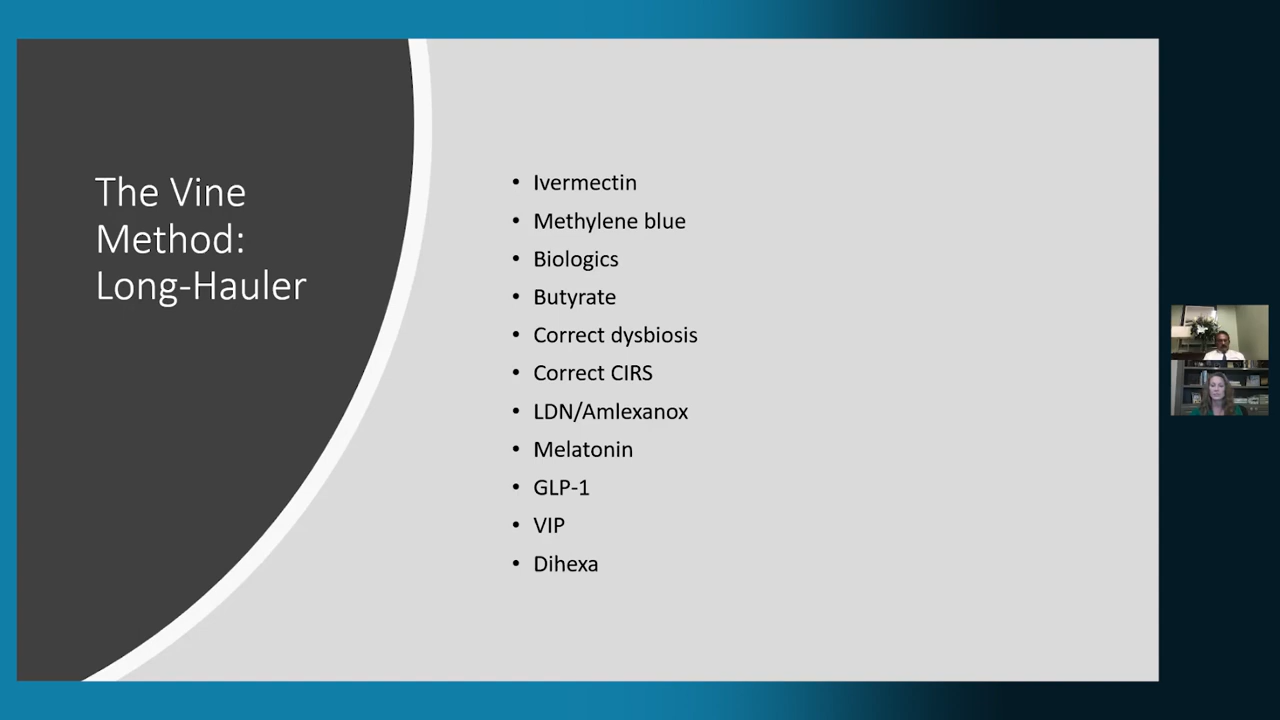 The Vine
Method:
Long-Hauler
• Ivermectin
• Methylene blue
• Biologics
• Butyrate
• Correct dysbiosis
• Correct CIRS
• LDN/Amlexanox
• Melatonin
• GLP-1
• VIP
• Dihexa